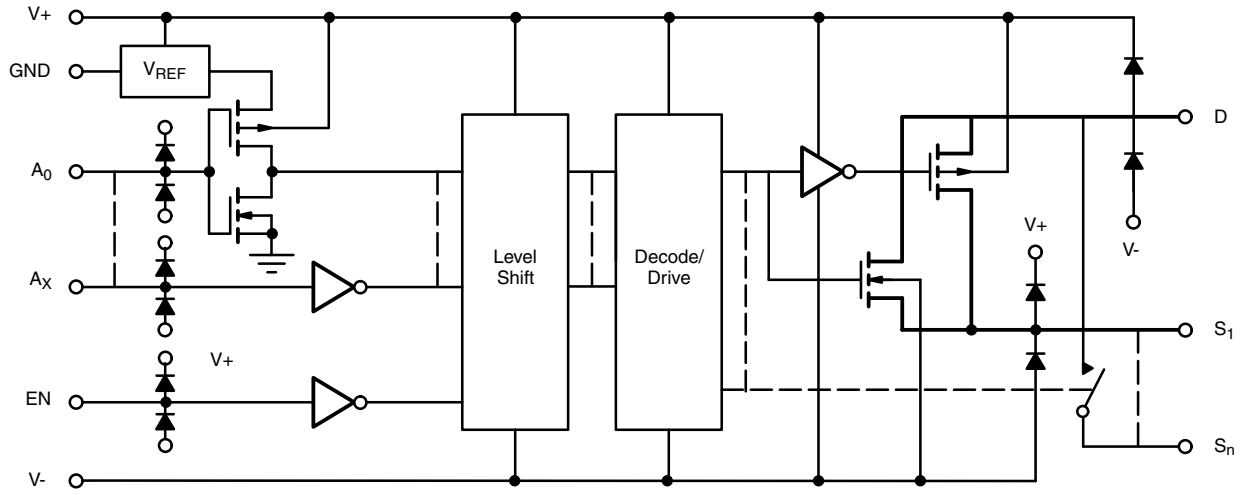 V+
GND
VREF
A0
AX
V+
EN
V-
Level
Shift
Decode/
Drive
D
V+
V-
S1
Sn